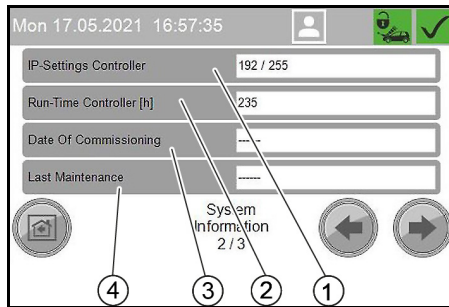 Mon 17.05.2021 16:57:35
IP-Settings Controller 192 / 255
Run-Time Controller [h] 235
Date Of Commissioning -----
Last Maintenance ------
System
Information
2 / 3
4 3 2 1